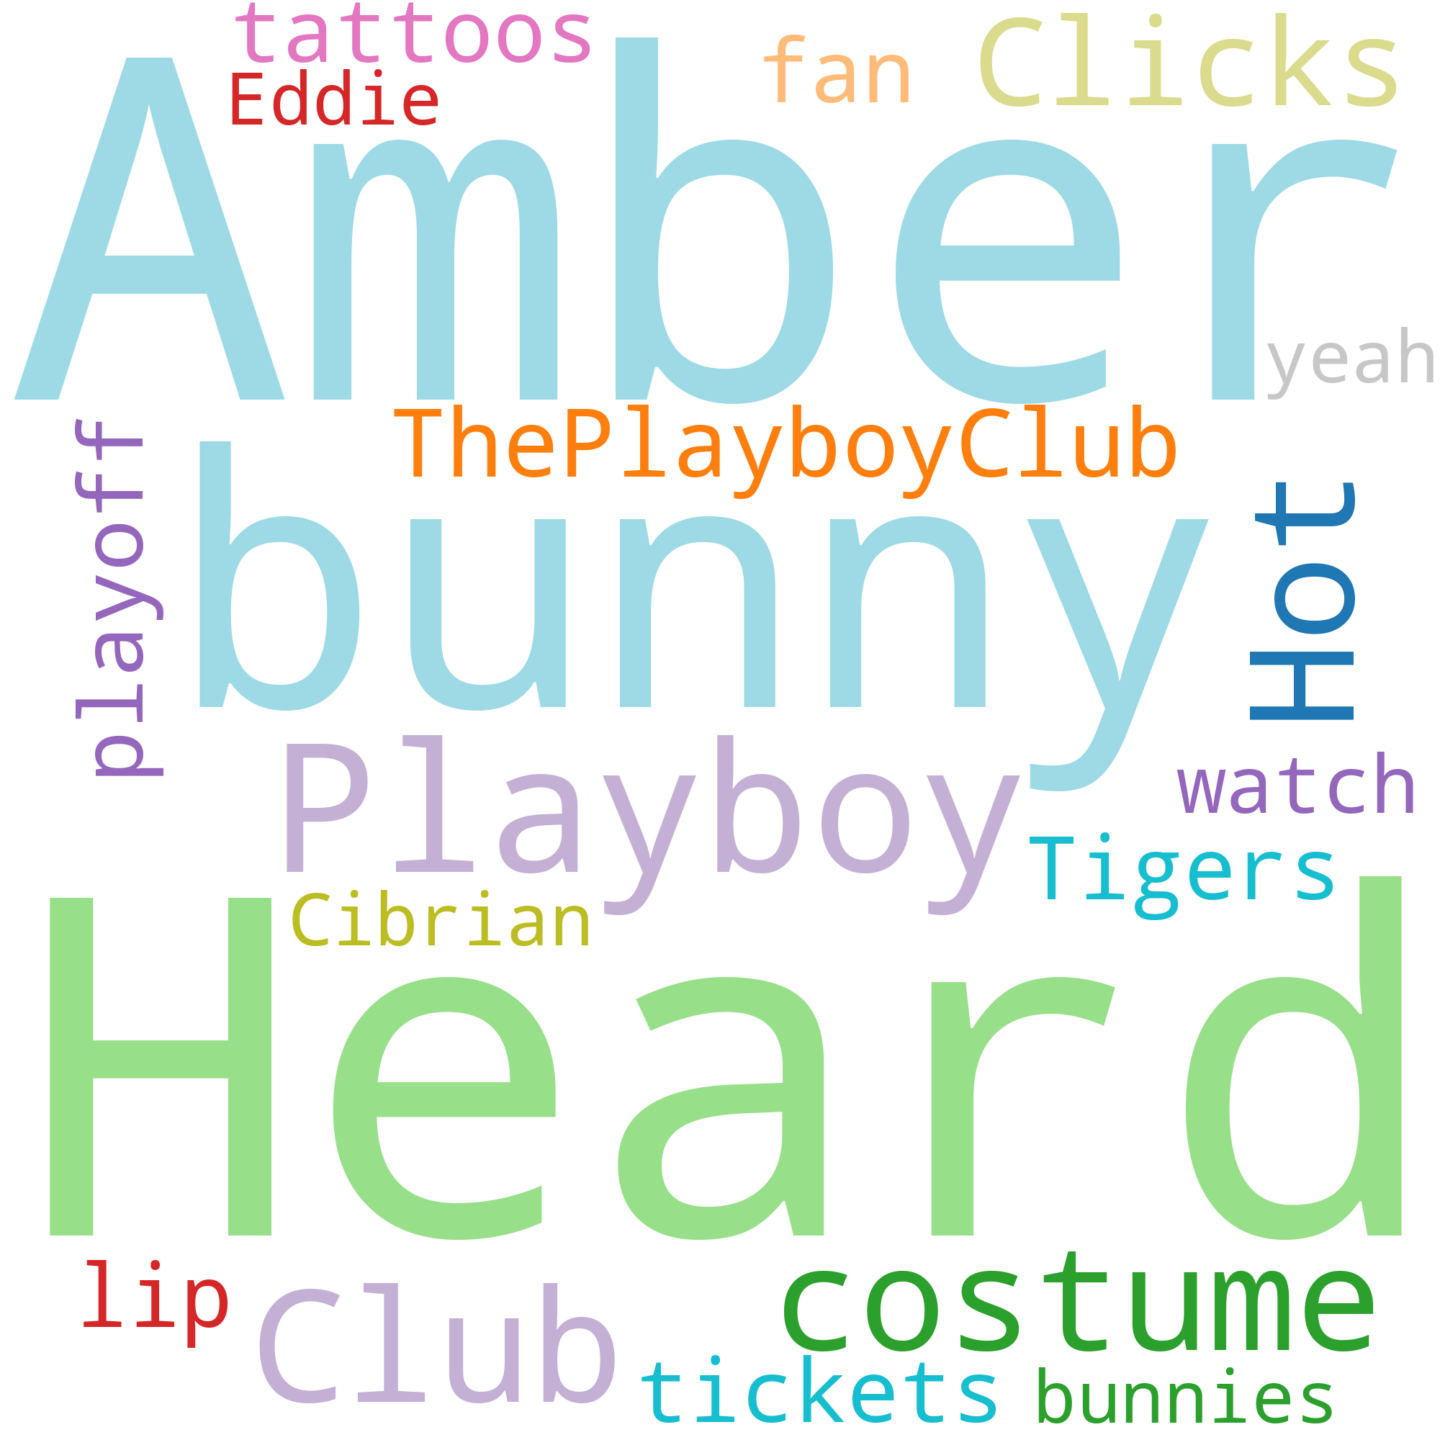 tattoos
fan
Clicks
Eddie
Amber
yeah
ThePlayboyClub
playoff
bunny
Hot
Playboy
watch
Tigers
Cibrian
Heard
lip
Club
costume
tickets
bunnies